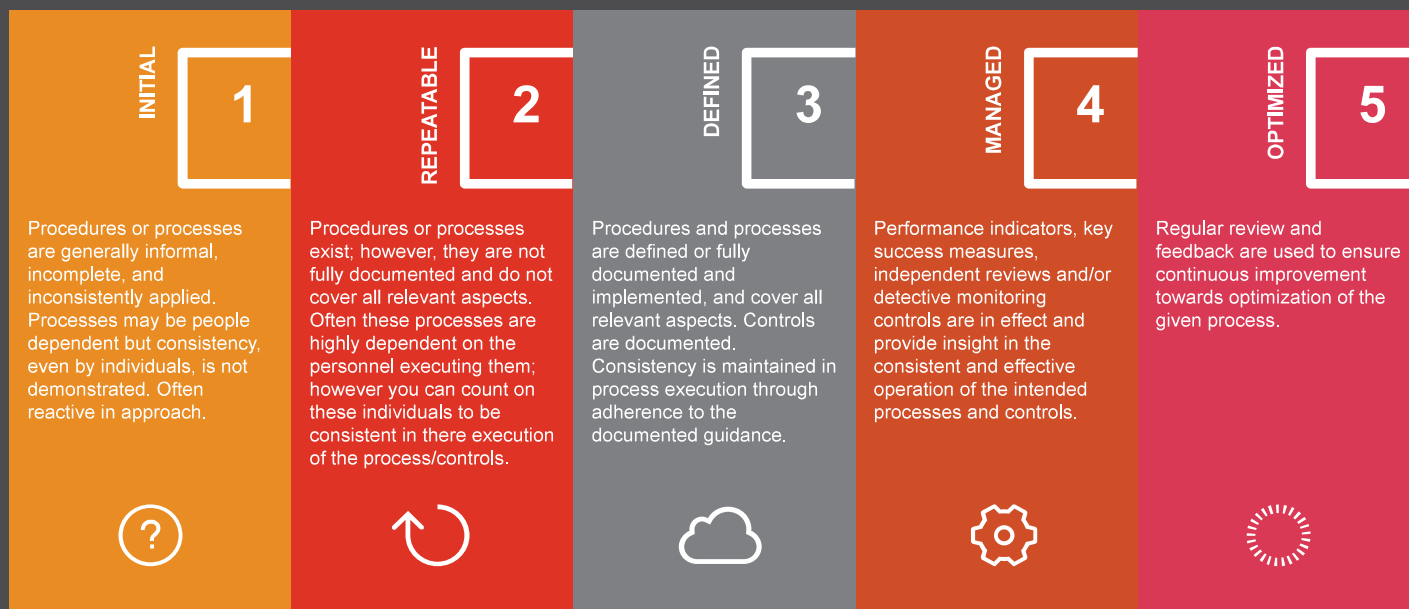 INITIAL
1
Procedures or processes
are generally informal,
incomplete, and
inconsistently applied.
Processes may be people
dependent but consistency,
even by individuals, is not
demonstrated. Often
reactive in approach.
?
REPEATABLE
2
Procedures or processes
exist; however, they are not
fully documented and do not
cover all relevant aspects.
Often these processes are
highly dependent on the
personnel executing them;
however you can count on
these individuals to be
consistent in there execution
of the process/controls.
DEFINED
3
Procedures and processes
are defined or fully
documented and
implemented, and cover all
relevant aspects. Controls
are documented.
Consistency is maintained in
process execution through
adherence to the
documented guidance.
MANAGED
4
Performance indicators, key
success measures,
independent reviews and/or
detective monitoring
controls are in effect and
provide insight in the
consistent and effective
operation of the intended
processes and controls.
OPTIMIZED
5
Regular review and
feedback are used to ensure
continuous improvement
towards optimization of the
given process.